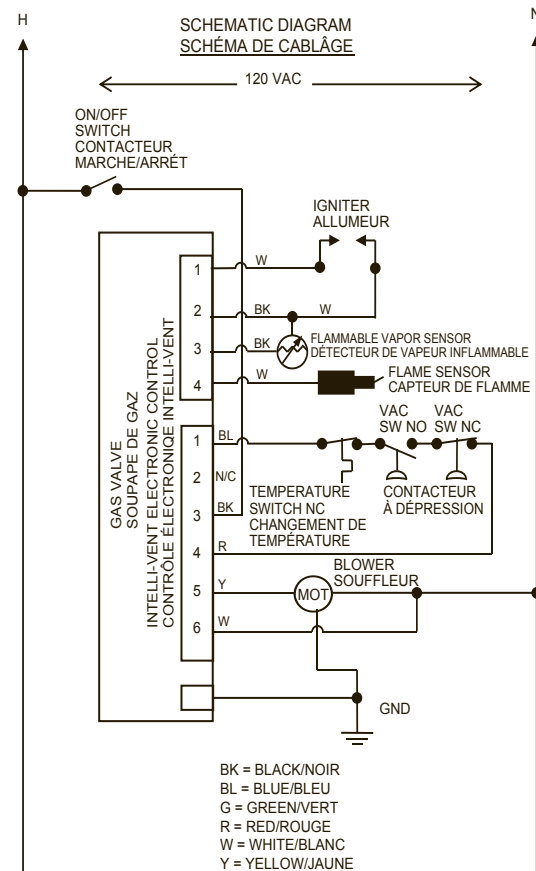 H
N
SCHEMATIC DIAGRAM
SCHÉMA DE CABLÂGE
120 VAC
ON/OFF
SWITCH
CONTACTEUR
MARCHE/ARRÉT
IGNITER
ALLUMEUR
GAS VALVE
SOUPAPE DE GAZ
INTELLI-VENT ELECTRONIC CONTROL
CONTRÔLE ÉLECTRONIQE INTELLI-VENT
1
W
2
BK
W
3
BK
FLAMMABLE VAPOR SENSOR
DÉTECTEUR DE VAPEUR INFLAMMABLE
4
W
FLAME SENSOR
CAPTEUR DE FLAMME
1
BL
VAC
SW NO
VAC
SW NC
2
N/C
TEMPERATURE
SWITCH NC
CHANGEMENT DE
TEMPÉRATURE
CONTACTEUR
À DÉPRESSION
3
BK
4
R
BLOWER
SOUFFLEUR
5
Y
MOT
6
W
GND
BK = BLACK/NOIR
BL = BLUE/BLEU
G = GREEN/VERT
R = RED/ROUGE
W = WHITE/BLANC
Y = YELLOW/JAUNE